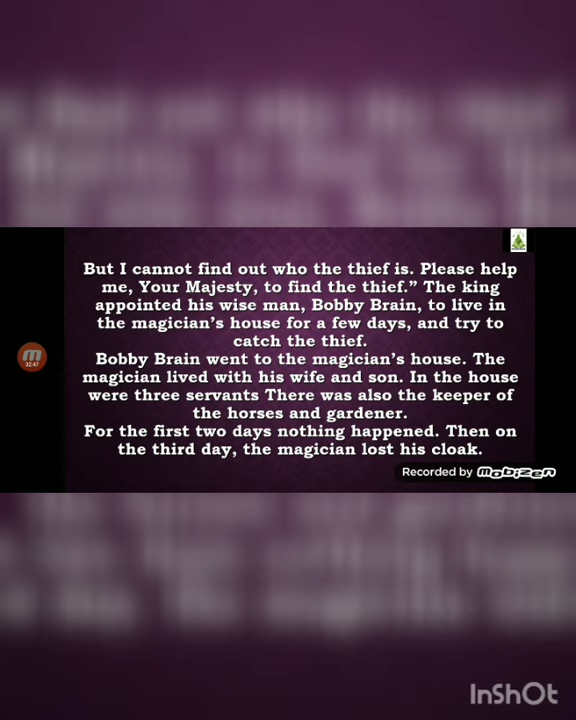 But I cannot find out who the thief is. Please help
me, Your Majesty, to find the thief.” The king
appointed his wise man, Bobby Brain, to live in
the magician’s house for a few days, and try to
catch the thief.
Bobby Brain went to the magician’s house. The
magician lived with his wife and son. In the house
were three servants There was also the keeper of
the horses and gardener.
For the first two days nothing happened. Then on
the third day, the magician lost his cloak.
02:47
Recorded by mobizen
InShOt